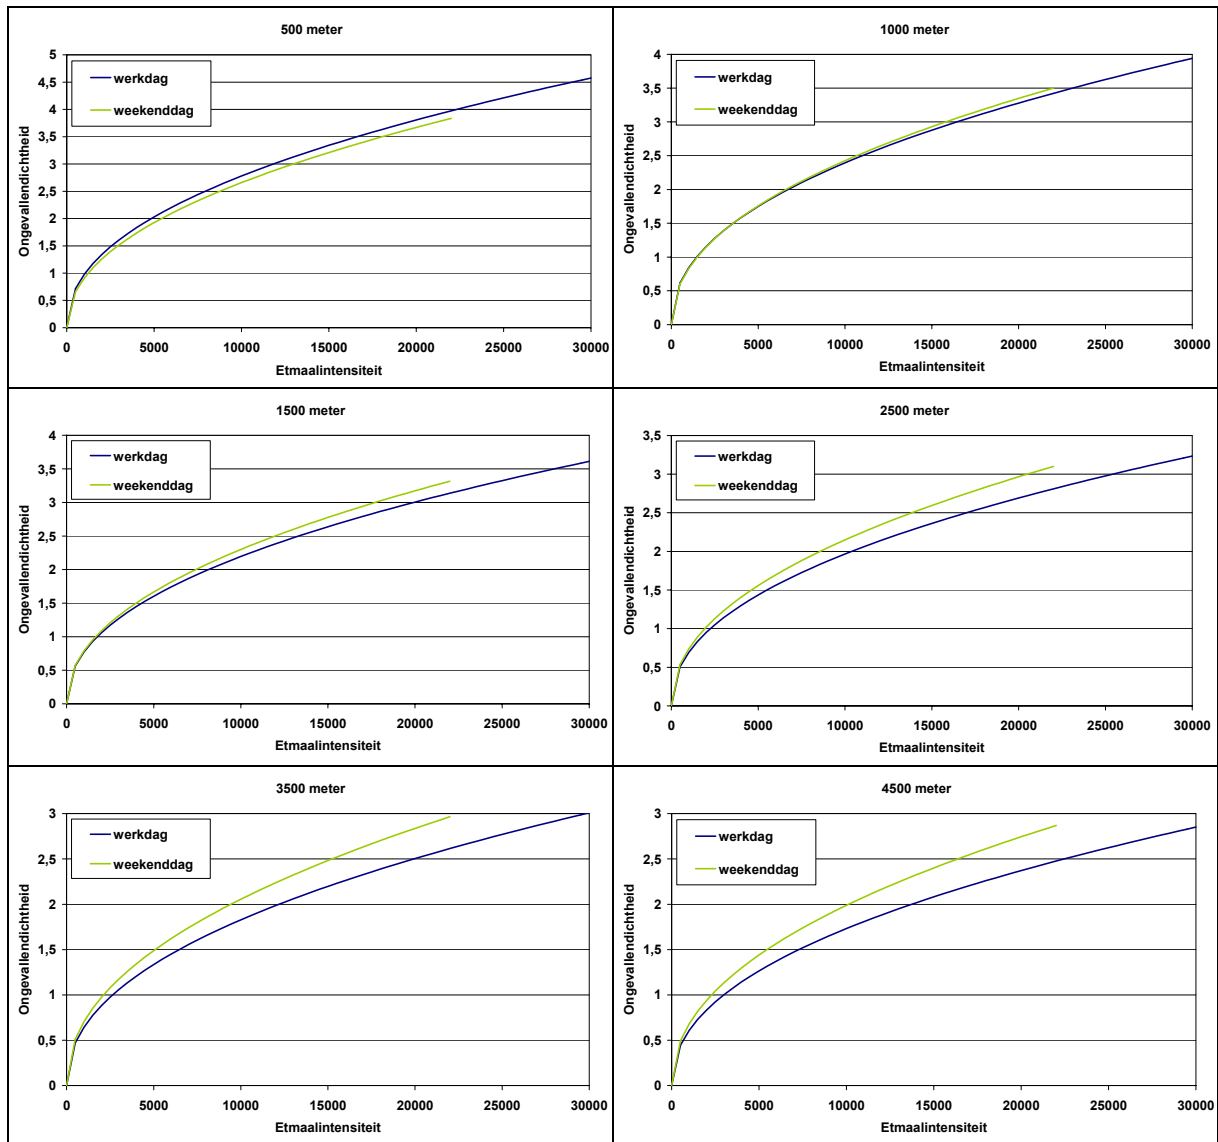 500 meter
Ongevallendichtheid
5
4,5
4
3,5
3
2,5
2
1,5
1
0,5
0
werkdag
weekenddag
0 5000 10000 15000 20000 25000 30000
Etmaalintensiteit
1000 meter
Ongevallendichtheid
4
3,5
3
2,5
2
1,5
1
0,5
0
werkdag
weekenddag
0 5000 10000 15000 20000 25000 30000
Etmaalintensiteit
1500 meter
Ongevallendichtheid
4
3,5
3
2,5
2
1,5
1
0,5
0
werkdag
weekenddag
0 5000 10000 15000 20000 25000 30000
Etmaalintensiteit
2500 meter
Ongevallendichtheid
3,5
3
2,5
2
1,5
1
0,5
0
werkdag
weekenddag
0 5000 10000 15000 20000 25000 30000
Etmaalintensiteit
3500 meter
Ongevallendichtheid
3
2,5
2
1,5
1
0,5
0
werkdag
weekenddag
0 5000 10000 15000 20000 25000 30000
Etmaalintensiteit
4500 meter
Ongevallendichtheid
3
2,5
2
1,5
1
0,5
0
werkdag
weekenddag
0 5000 10000 15000 20000 25000 30000
Etmaalintensiteit